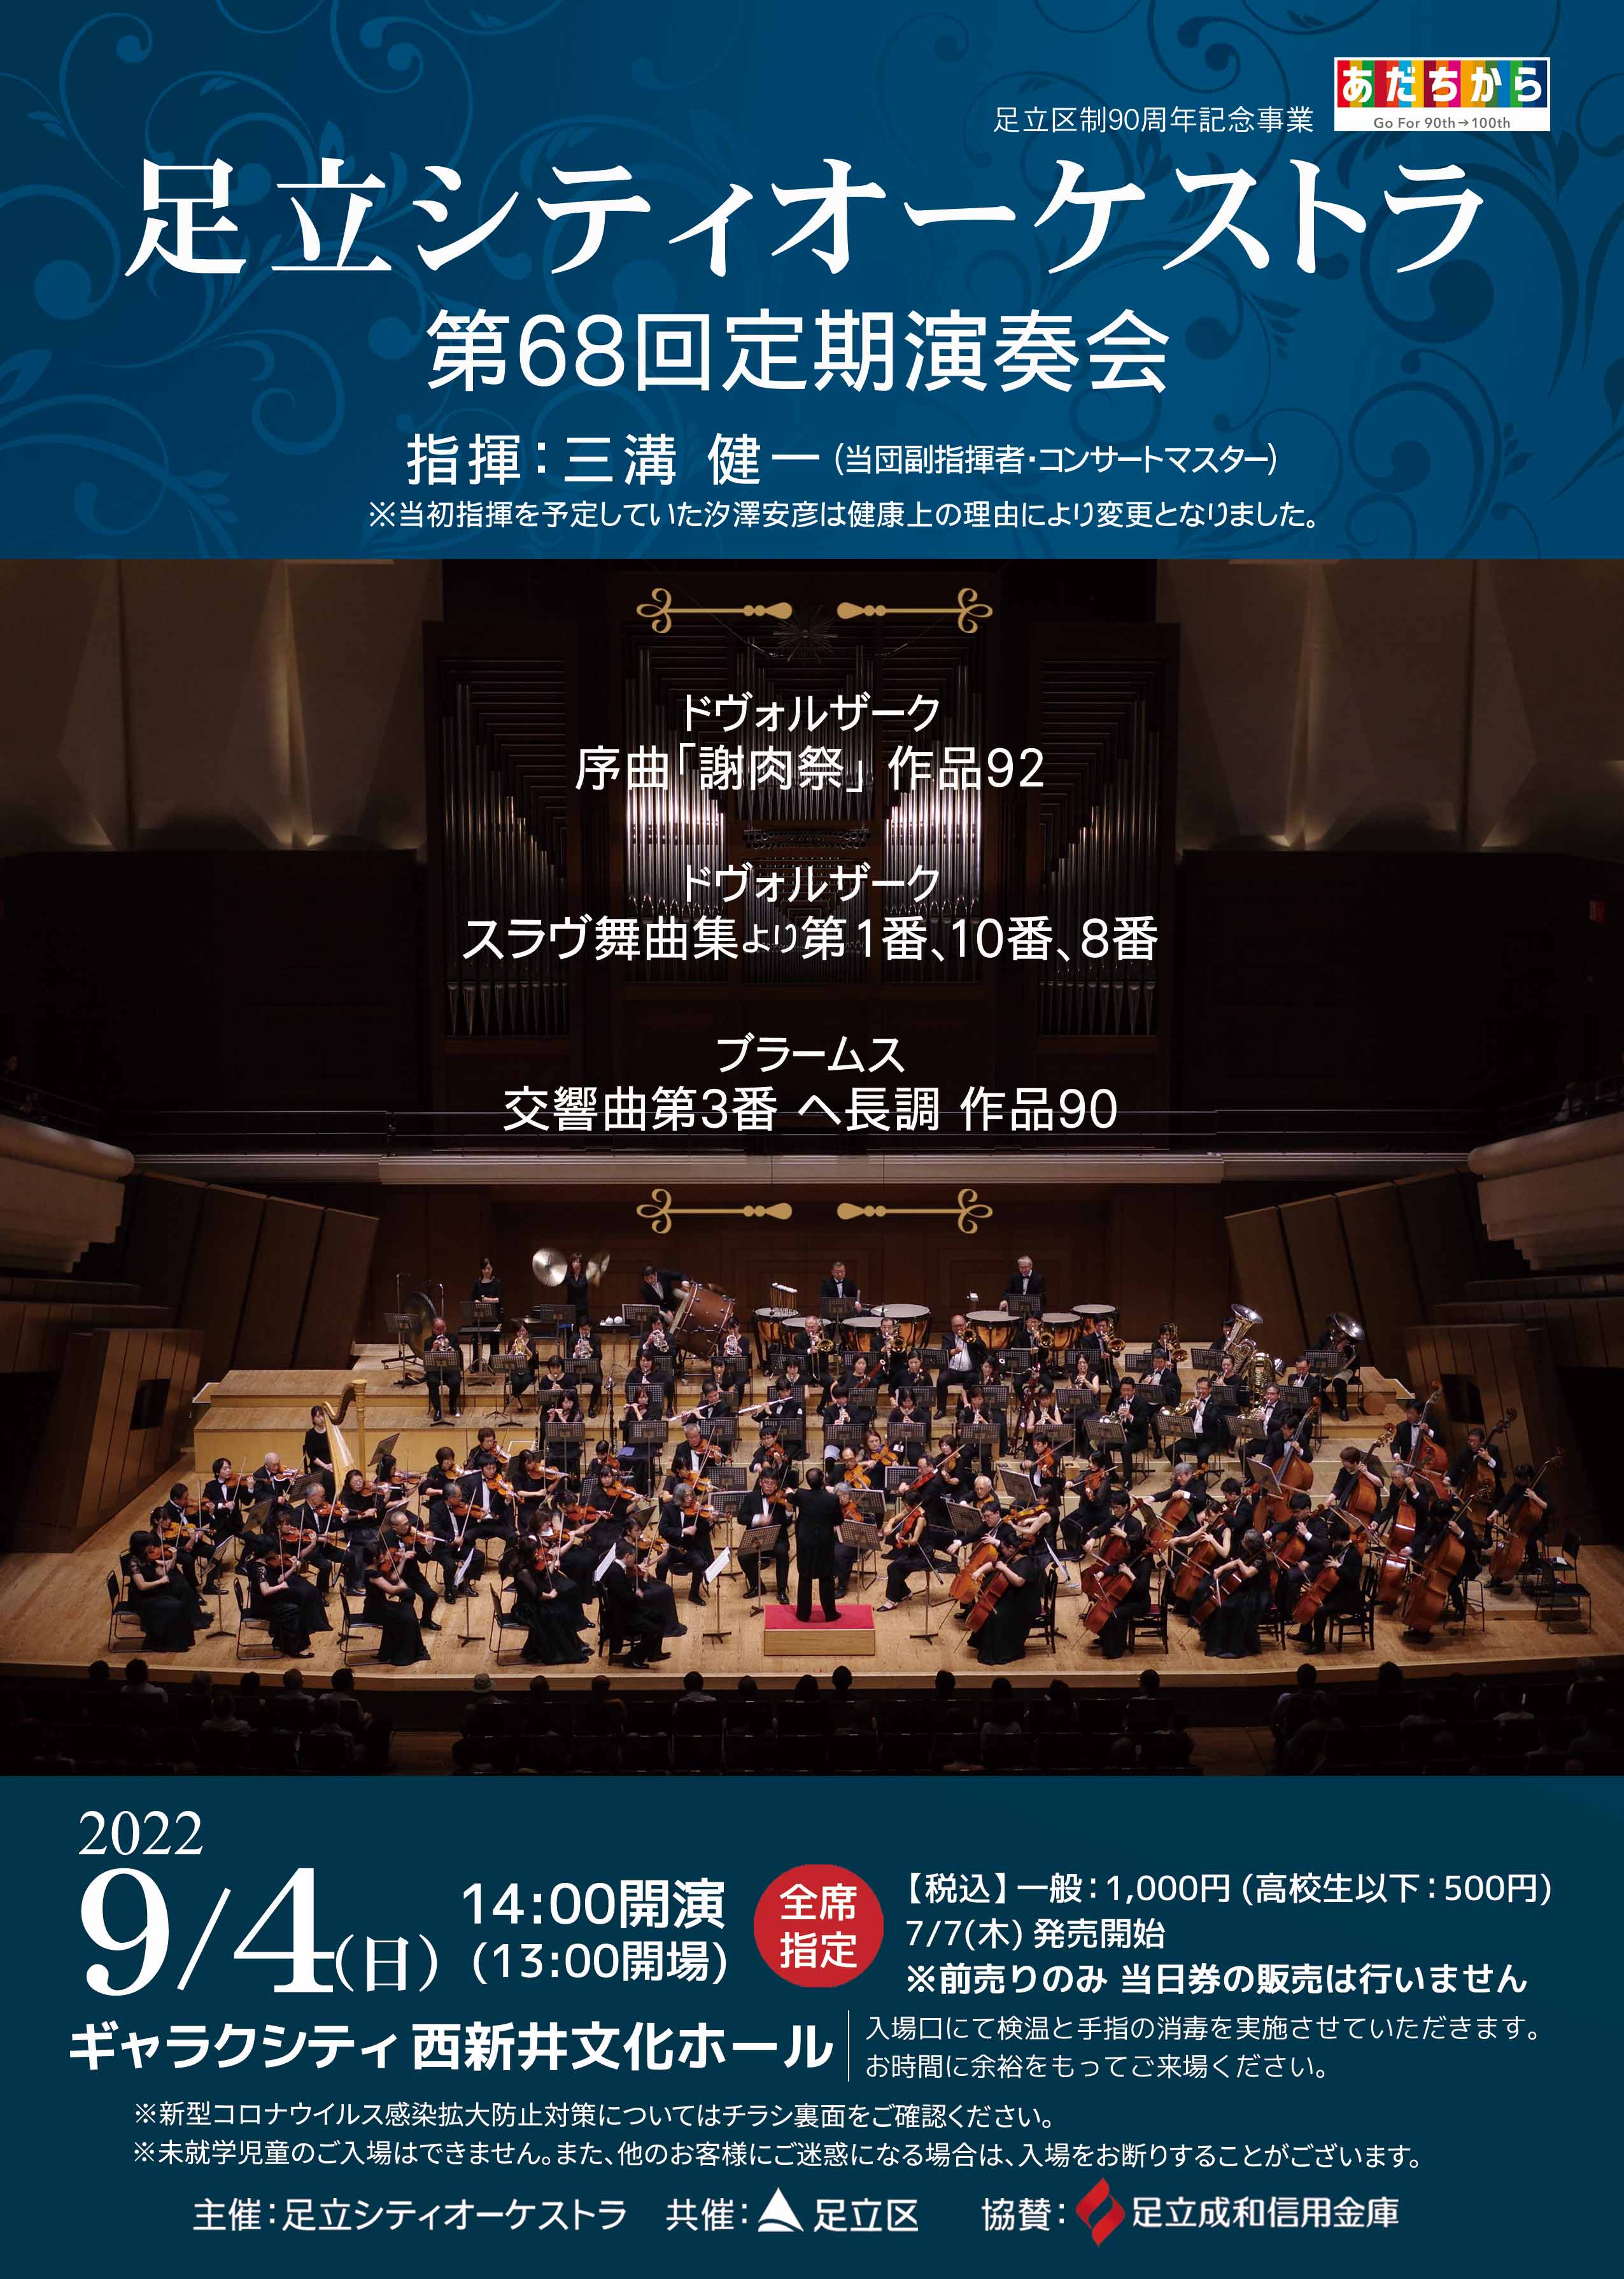 足立区制90周年記念事業
あだちから
Go For 90th→100th
足立シティオーケストラ
第68回定期演奏会
指揮：三溝 健一（当団副指揮者・コンサートマスター）
※当初指揮を予定していた汐澤安彦は健康上の理由により変更となりました。
ドヴォルザーク
序曲「謝肉祭」 作品92
ドヴォルザーク
スラヴ舞曲集より第1番、10番、8番
ブラームス
交響曲第3番 ヘ長調 作品90
2022
9/4(日)
14:00開演
(13:00開場)
全席
指定
【税込】一般：1,000円（高校生以下：500円）
7/7(木) 発売開始
※前売りのみ 当日券の販売は行いません
ギャラクシティ 西新井文化ホール
入場口にて検温と手指の消毒を実施させていただきます。
お時間に余裕をもってご来場ください。
※新型コロナウイルス感染拡大防止対策についてはチラシ裏面をご確認ください。
※未就学児童のご入場はできません。また、他のお客様にご迷惑になる場合は、入場をお断りすることがございます。
主催：足立シティオーケストラ 共催：足立区 協賛：足立成和信用金庫